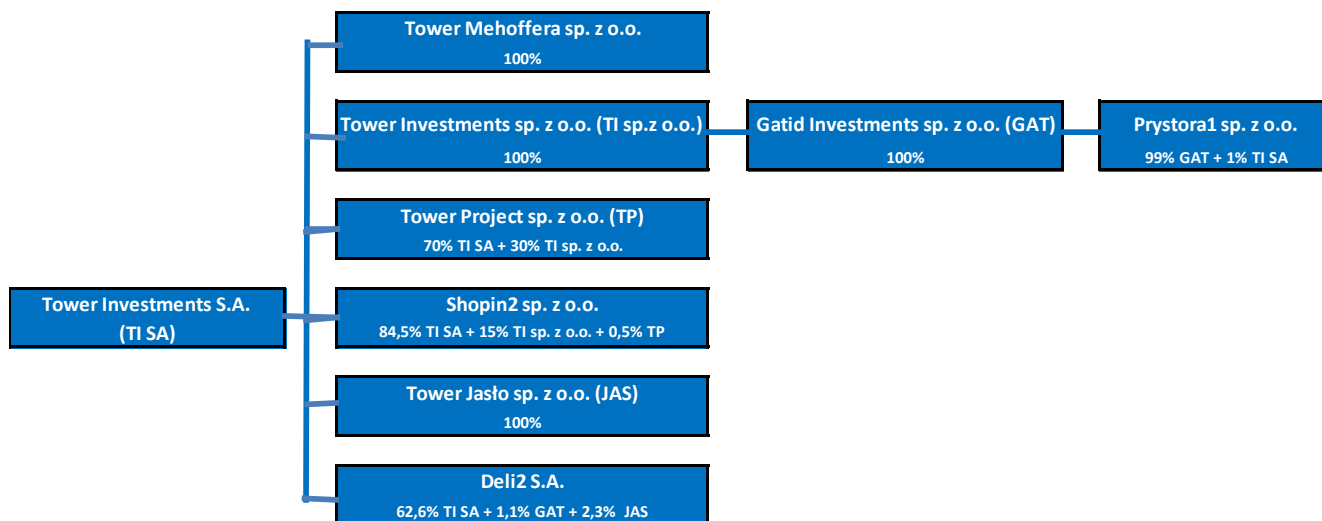 Tower Mehoffera sp. z o.o.
100%
Tower Investments sp. z o.o. (TI sp.z o.o.)
100%
Gatid Investments sp. z o.o. (GAT)
100%
Prystora1 sp. z o.o.
99% GAT + 1% TI SA
Tower Project sp. z o.o. (TP)
70% TI SA + 30% TI sp. z o.o.
Tower Investments S.A.
(TI SA)
Shopin2 sp. z o.o.
84,5% TI SA + 15% TI sp. z o.o. + 0,5% TP
Tower Jasło sp. z o.o. (JAS)
100%
Deli2 S.A.
62,6% TI SA + 1,1% GAT + 2,3% JAS